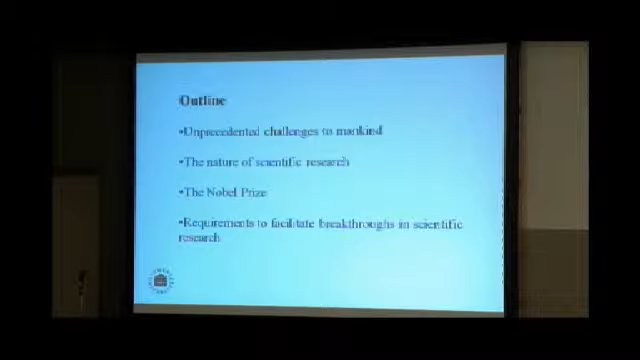 Outline
•Unprecedented challenges to mankind
•The nature of scientific research
•The Nobel Prize
•Requirements to facilitate breakthroughs in scientific
research